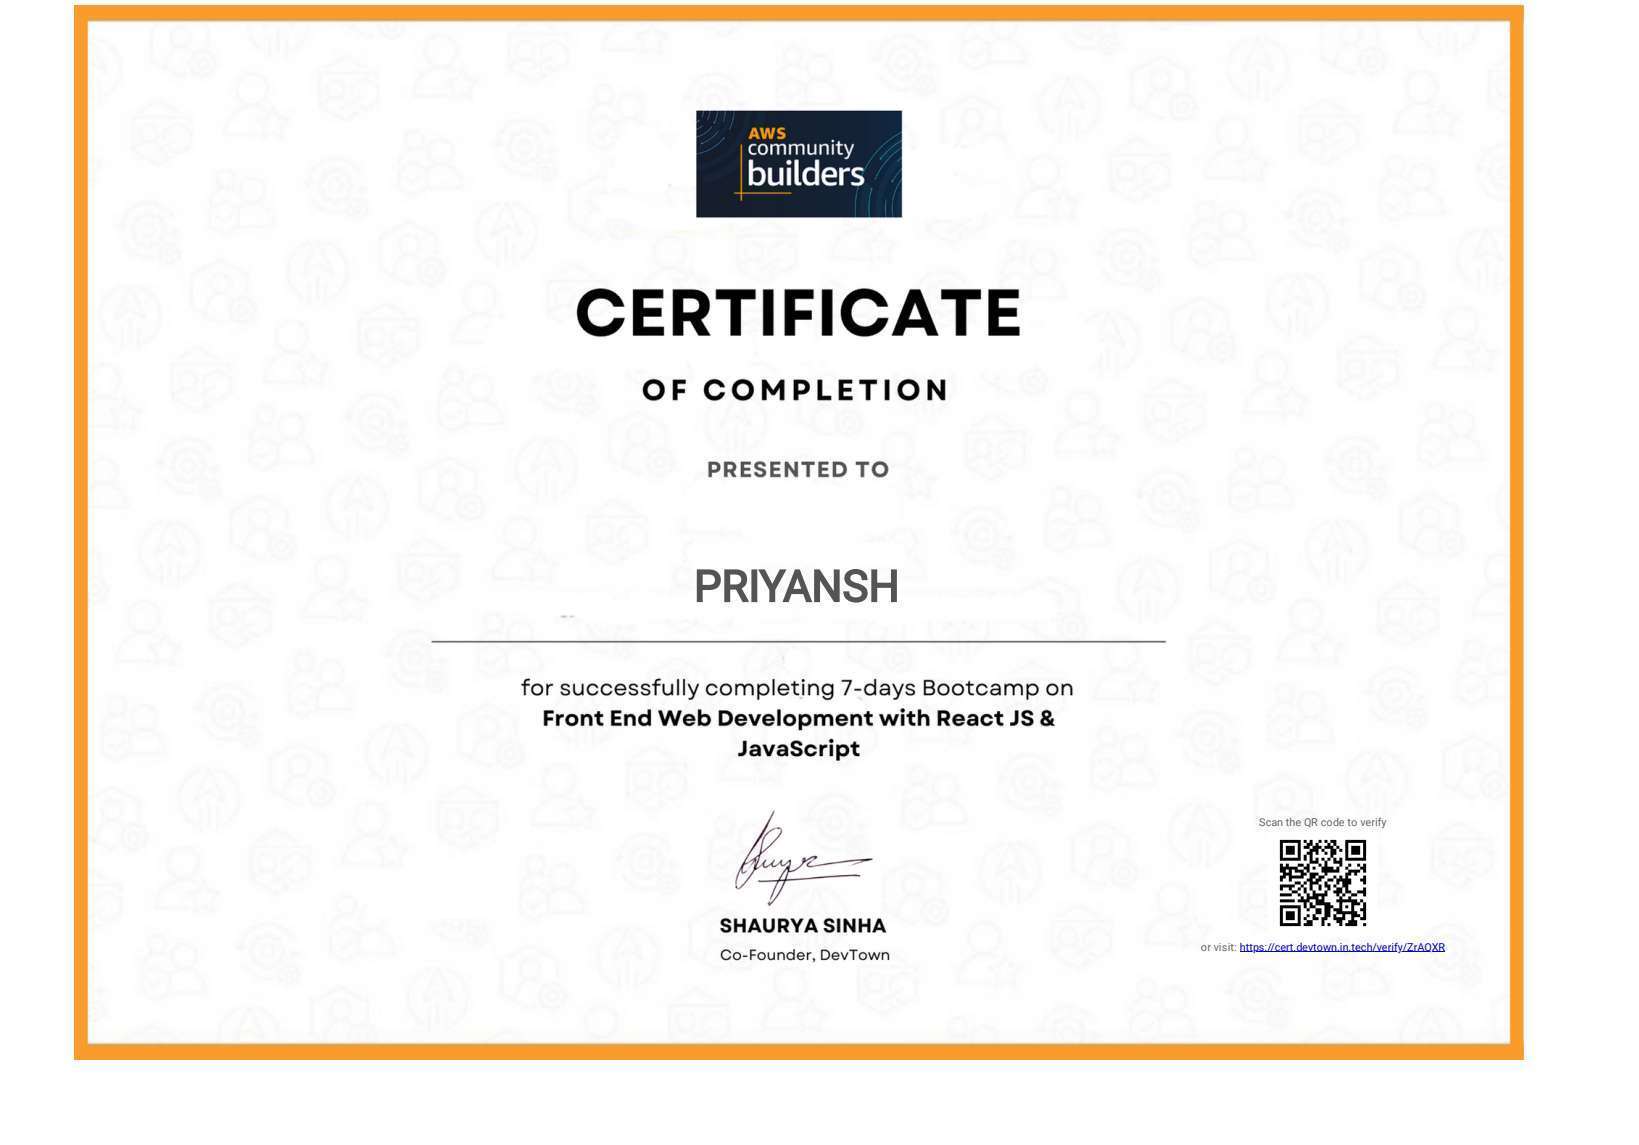 AWS
community
builders
CERTIFICATE
OF COMPLETION
PRESENTED TO
PRIYANSH
for successfully completing 7-days Bootcamp on
Front End Web Development with React JS &
JavaScript
SHAURYA SINHA
Co-Founder, DevTown
Scan the QR code to verify
or visit: https://cert.devtown.in.tech/verify/ZrAQXR